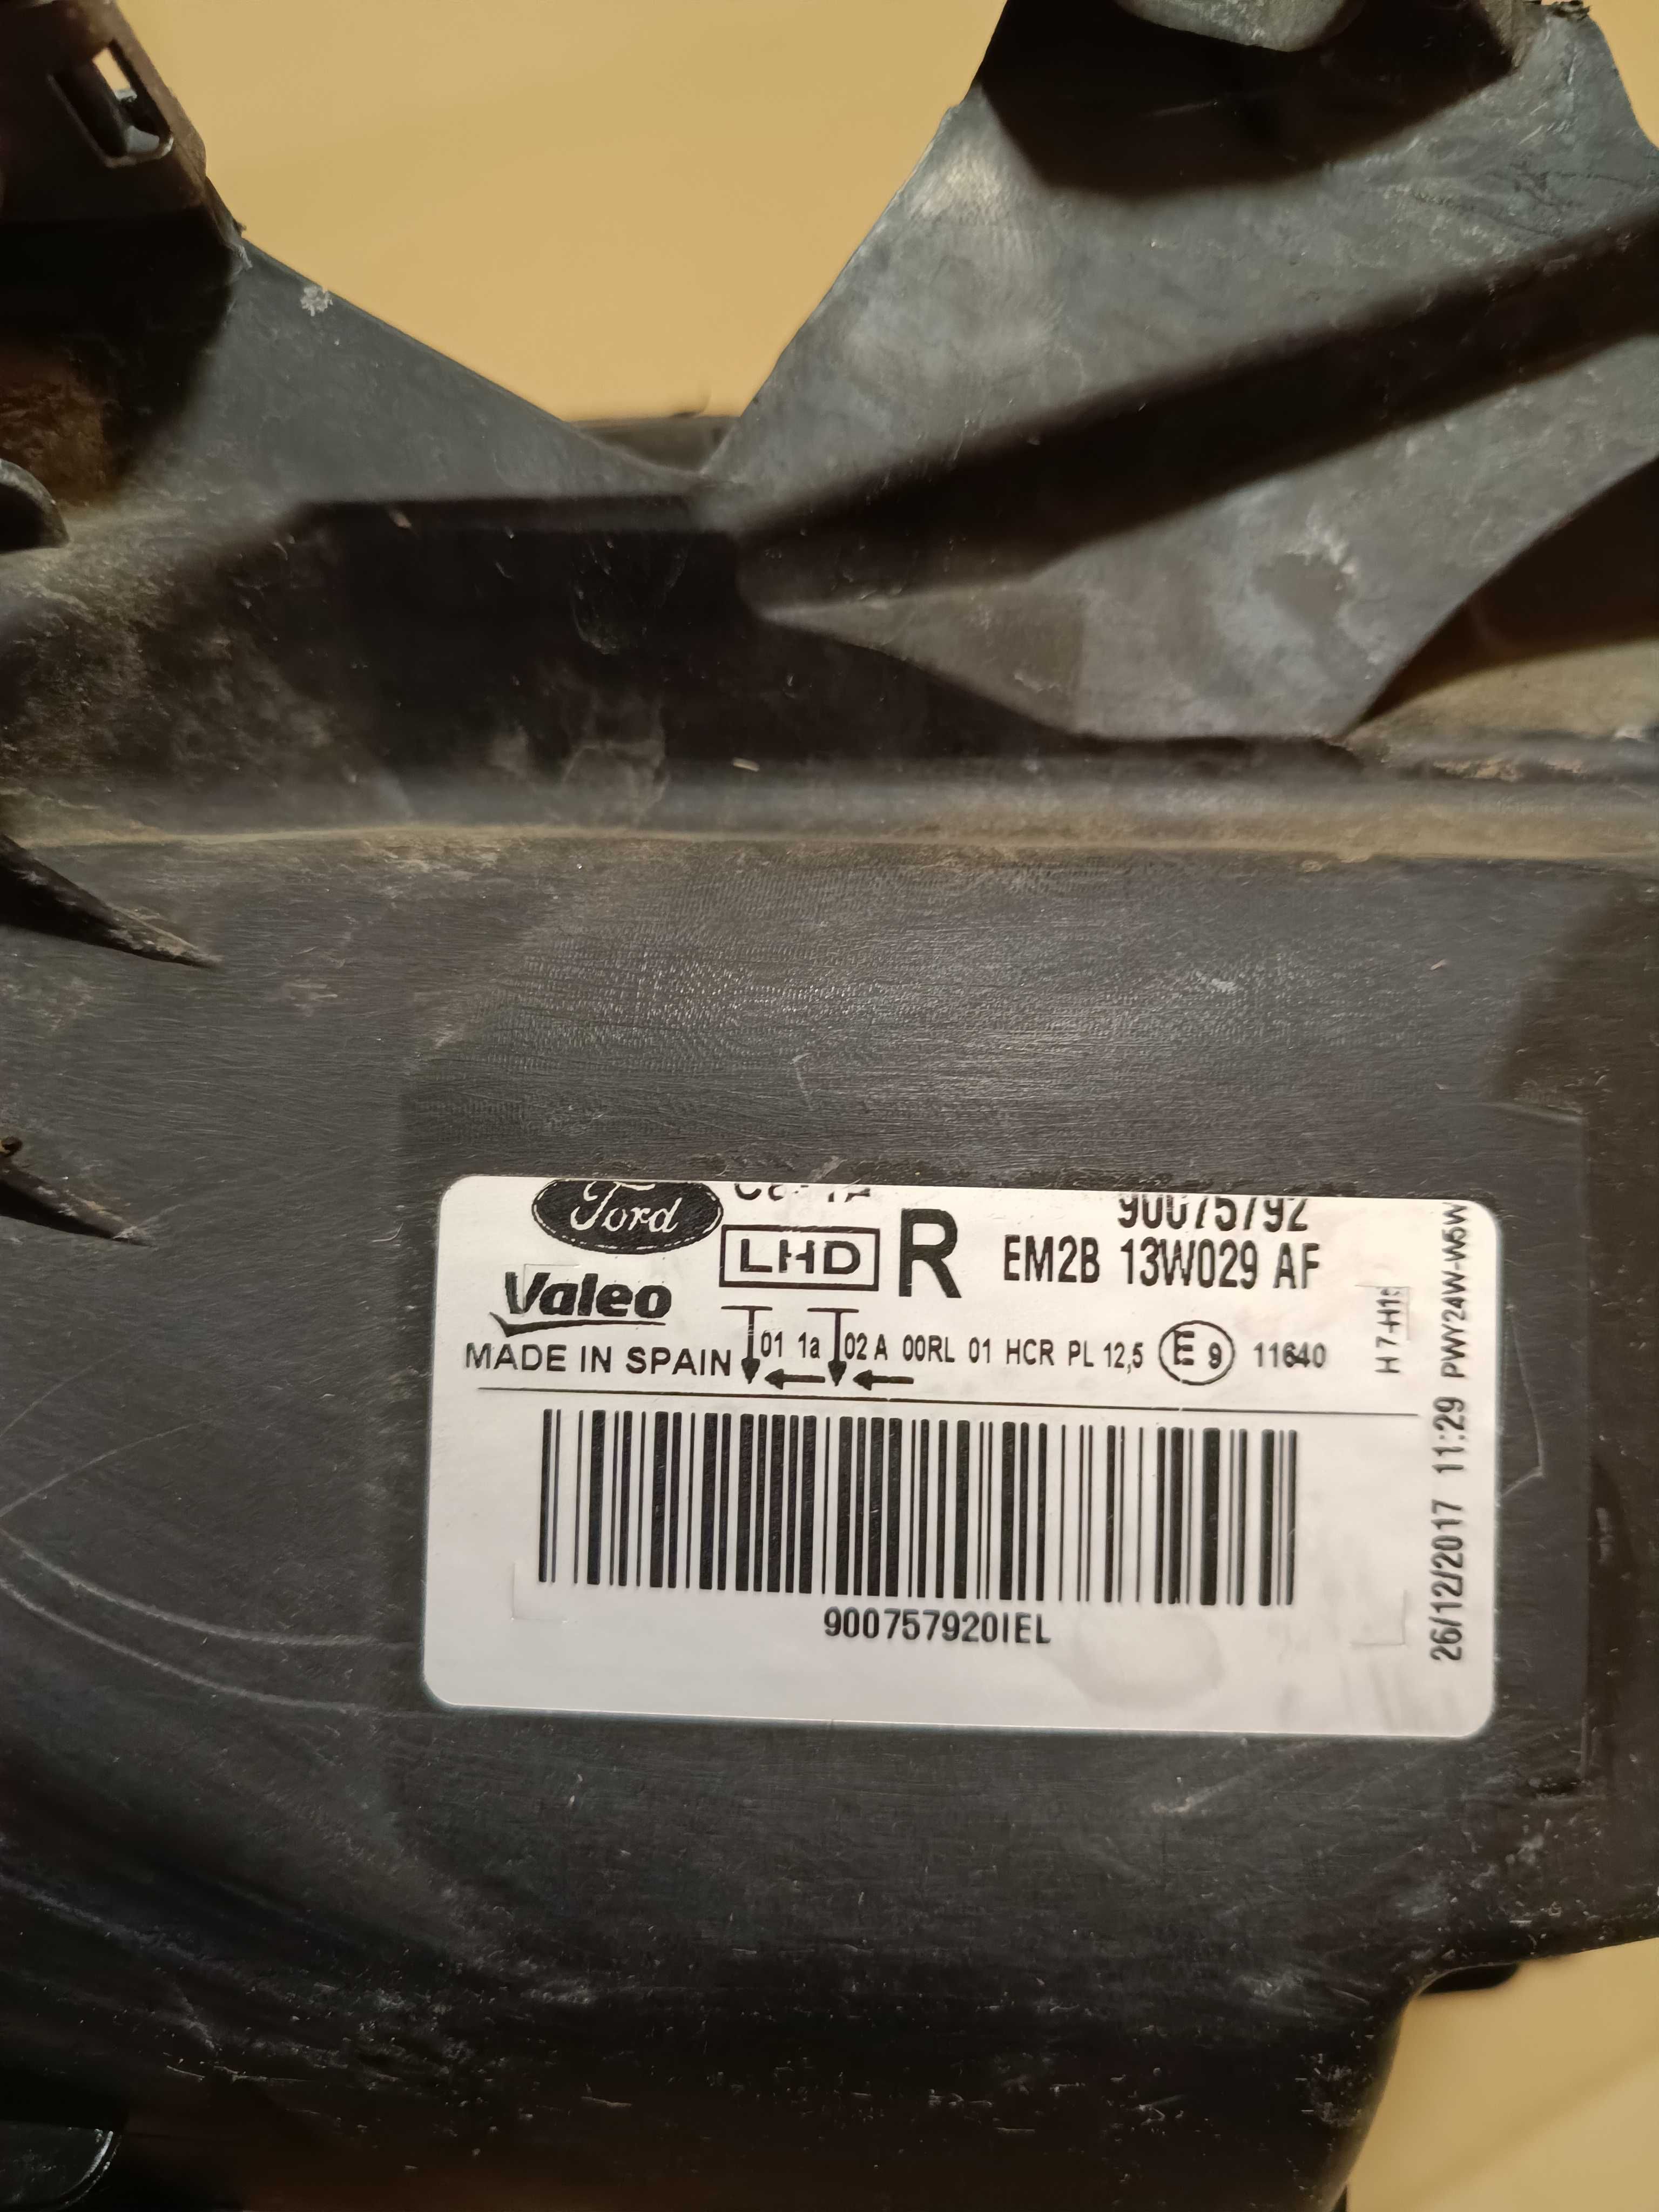 Ford
90075792
LHD R EM2B 13W029 AF
Valeo
MADE IN SPAIN 01 1a 02 A 00RL 01 HCR PL 12,5 E 9 11640
9007579201EL
26/12/2017 11:29 PWY24W-W5W